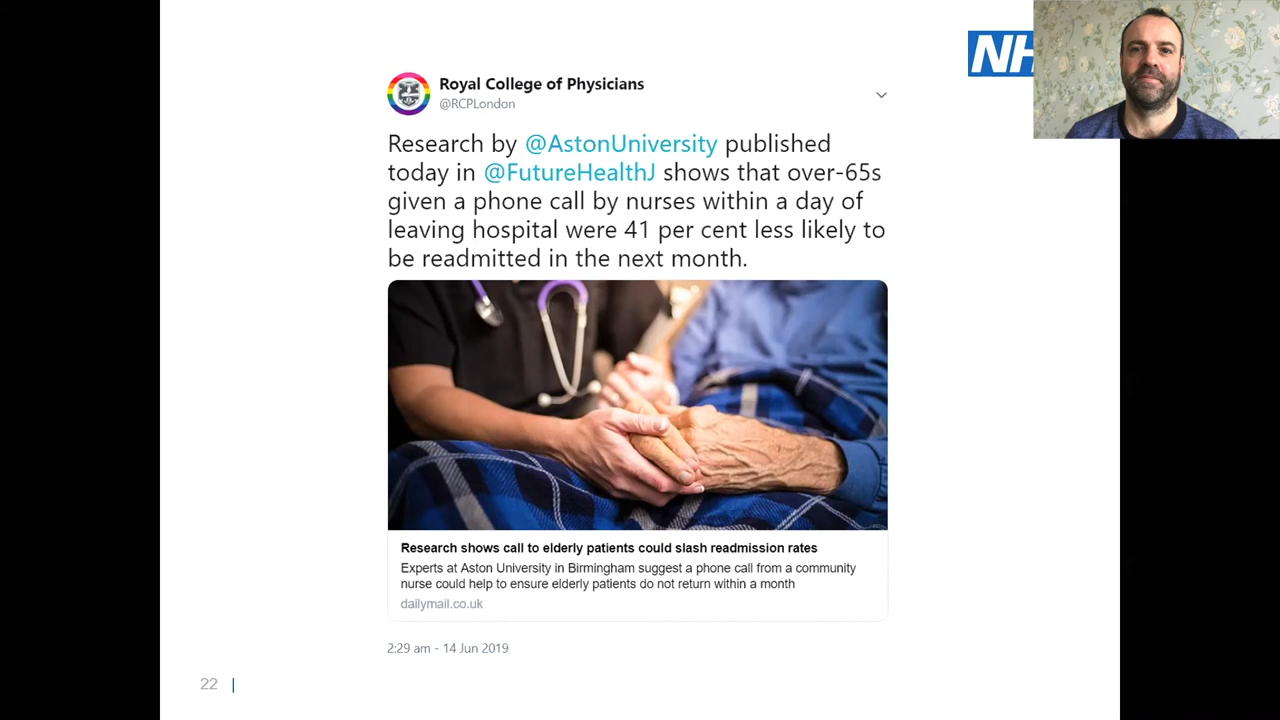 NH
Royal College of Physicians
@RCPLondon
Research by @AstonUniversity published
today in @FutureHealthJ shows that over-65s
given a phone call by nurses within a day of
leaving hospital were 41 per cent less likely to
be readmitted in the next month.
Research shows call to elderly patients could slash readmission rates
Experts at Aston University in Birmingham suggest a phone call from a community
nurse could help to ensure elderly patients do not return within a month
dailymail.co.uk
2:29 am - 14 Jun 2019
22 |